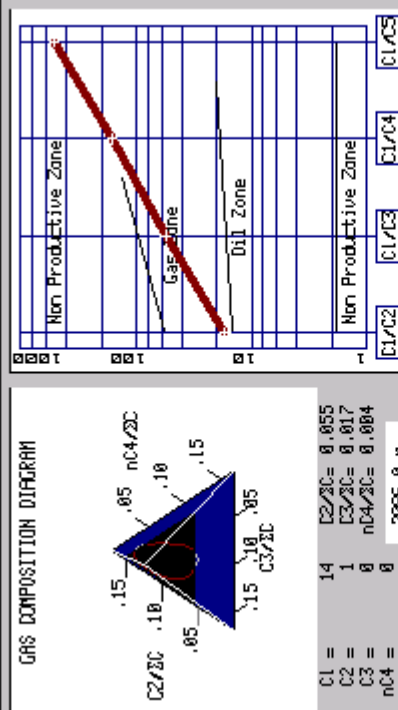 GAS COMPOSITION DIAGRAM
nC4/ΣC
.05
.10
.15
C2/ΣC
.15
.10
.05
.15
.10
.05
C3/ΣC
C1 = 14 C2/ΣC= 0.055
C2 = 1 C3/ΣC= 0.017
C3 = 0 nC4/ΣC= 0.004
nC4 = 0
1000
100
10
1
Non Productive Zone
Gas Zone
Oil Zone
Non Productive Zone
C1/C2
C1/C3
C1/C4
C1/C5